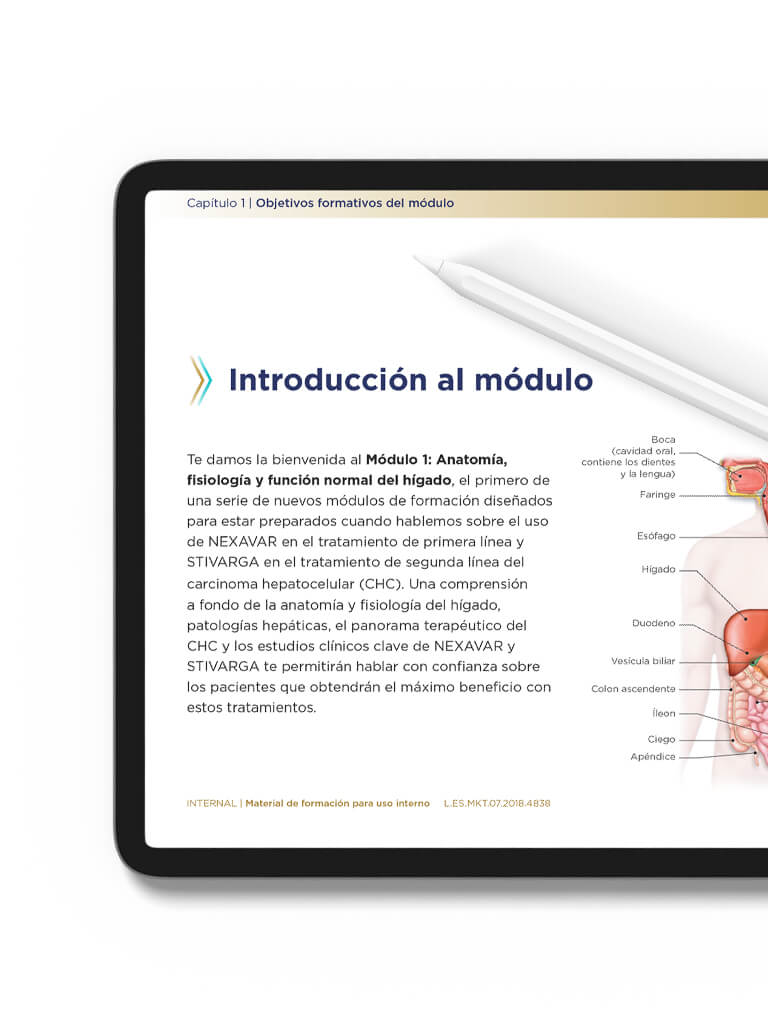 Capítulo 1 | Objetivos formativos del módulo
Introducción al módulo
Te damos la bienvenida al Módulo 1: Anatomía,
fisiología y función normal del hígado, el primero de
una serie de nuevos módulos de formación diseñados
para estar preparados cuando hablemos sobre el uso
de NEXAVAR en el tratamiento de primera línea y
STIVARGA en el tratamiento de segunda línea del
carcinoma hepatocelular (CHC). Una comprensión
a fondo de la anatomía y fisiología del hígado,
patologías hepáticas, el panorama terapéutico del
CHC y los estudios clínicos clave de NEXAVAR y
STIVARGA te permitirán hablar con confianza sobre
los pacientes que obtendrán el máximo beneficio con
estos tratamientos.
Boca
(cavidad oral,
contiene los dientes
y la lengua)
Faringe
Esófago
Hígado
Duodeno
Vesícula biliar
Colon ascendente
Íleon
Ciego
Apéndice
INTERNAL | Material de formación para uso interno L.ES.MKT.07.2018.4838